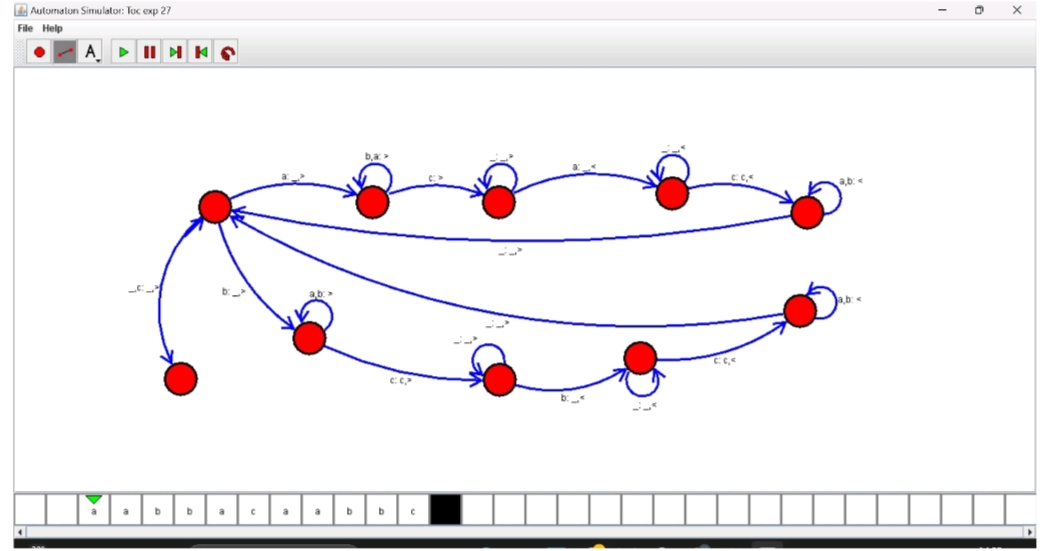 Automaton Simulator: Toc exp 27
File Help
A
b,a: >
_: _,>
a: _,<
_: _,<
a: _,>
c: >
c: c,<
a,b: <
_: _,>
_,c: _,>
b: _,>
a,b: >
a,b: <
_: _,>
_: _,>
c: c,<
c: c,>
b: _,<
_: _,<
a a b b a c a a b b c